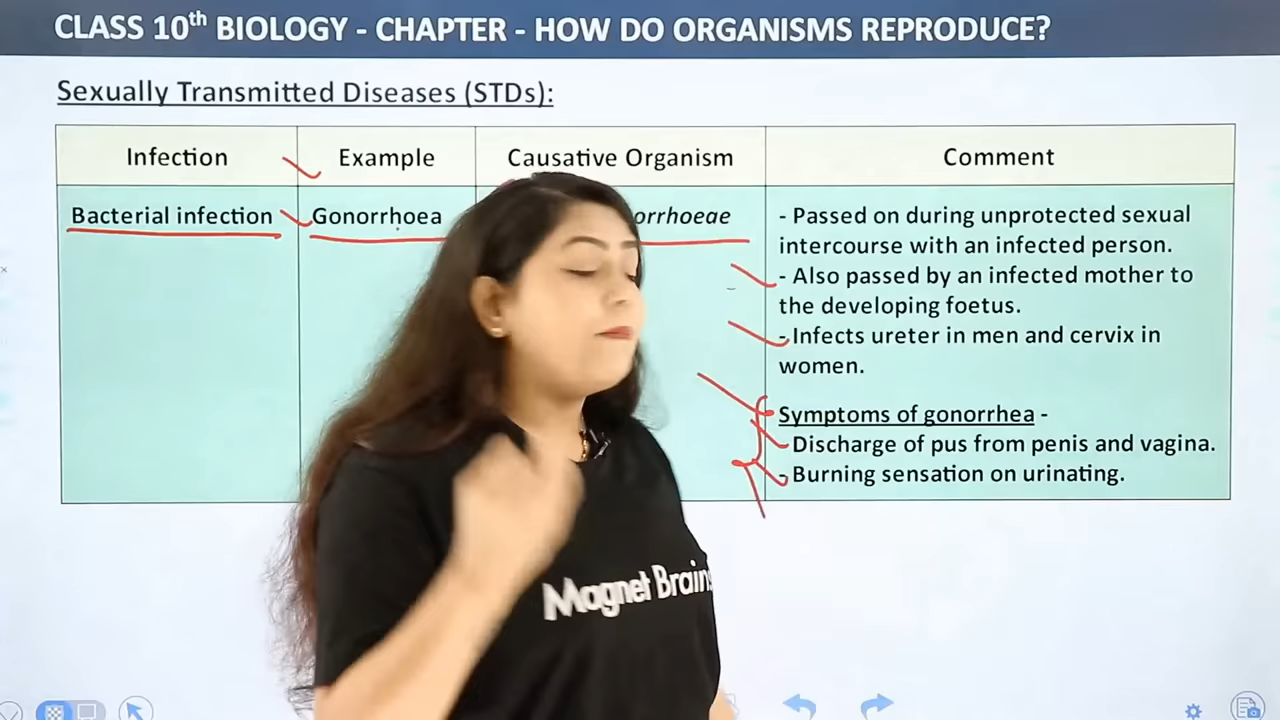 CLASS 10th BIOLOGY - CHAPTER - HOW DO ORGANISMS REPRODUCE?
Sexually Transmitted Diseases (STDs):
Infection Example Causative Organism Comment
Bacterial infection Gonorrhoea orrhoeae - Passed on during unprotected sexual
intercourse with an infected person.
- Also passed by an infected mother to
the developing foetus.
- Infects ureter in men and cervix in
women.
Symptoms of gonorrhea -
- Discharge of pus from penis and vagina.
- Burning sensation on urinating.
Magnet Brains